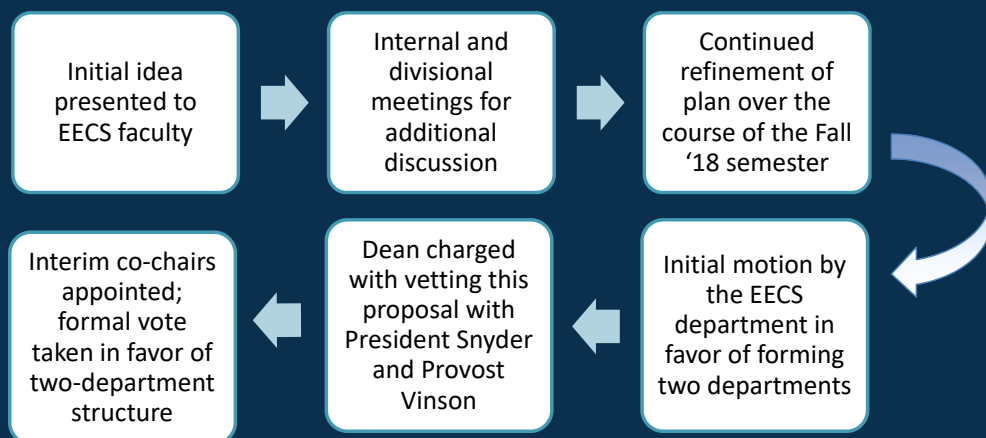 Initial idea
presented to
EECS faculty
Internal and
divisional
meetings for
additional
discussion
Continued
refinement of
plan over the
course of the Fall
‘18 semester
Initial motion by
the EECS
department in
favor of forming
two departments
Dean charged
with vetting this
proposal with
President Snyder
and Provost
Vinson
Interim co-chairs
appointed;
formal vote
taken in favor of
two-department
structure